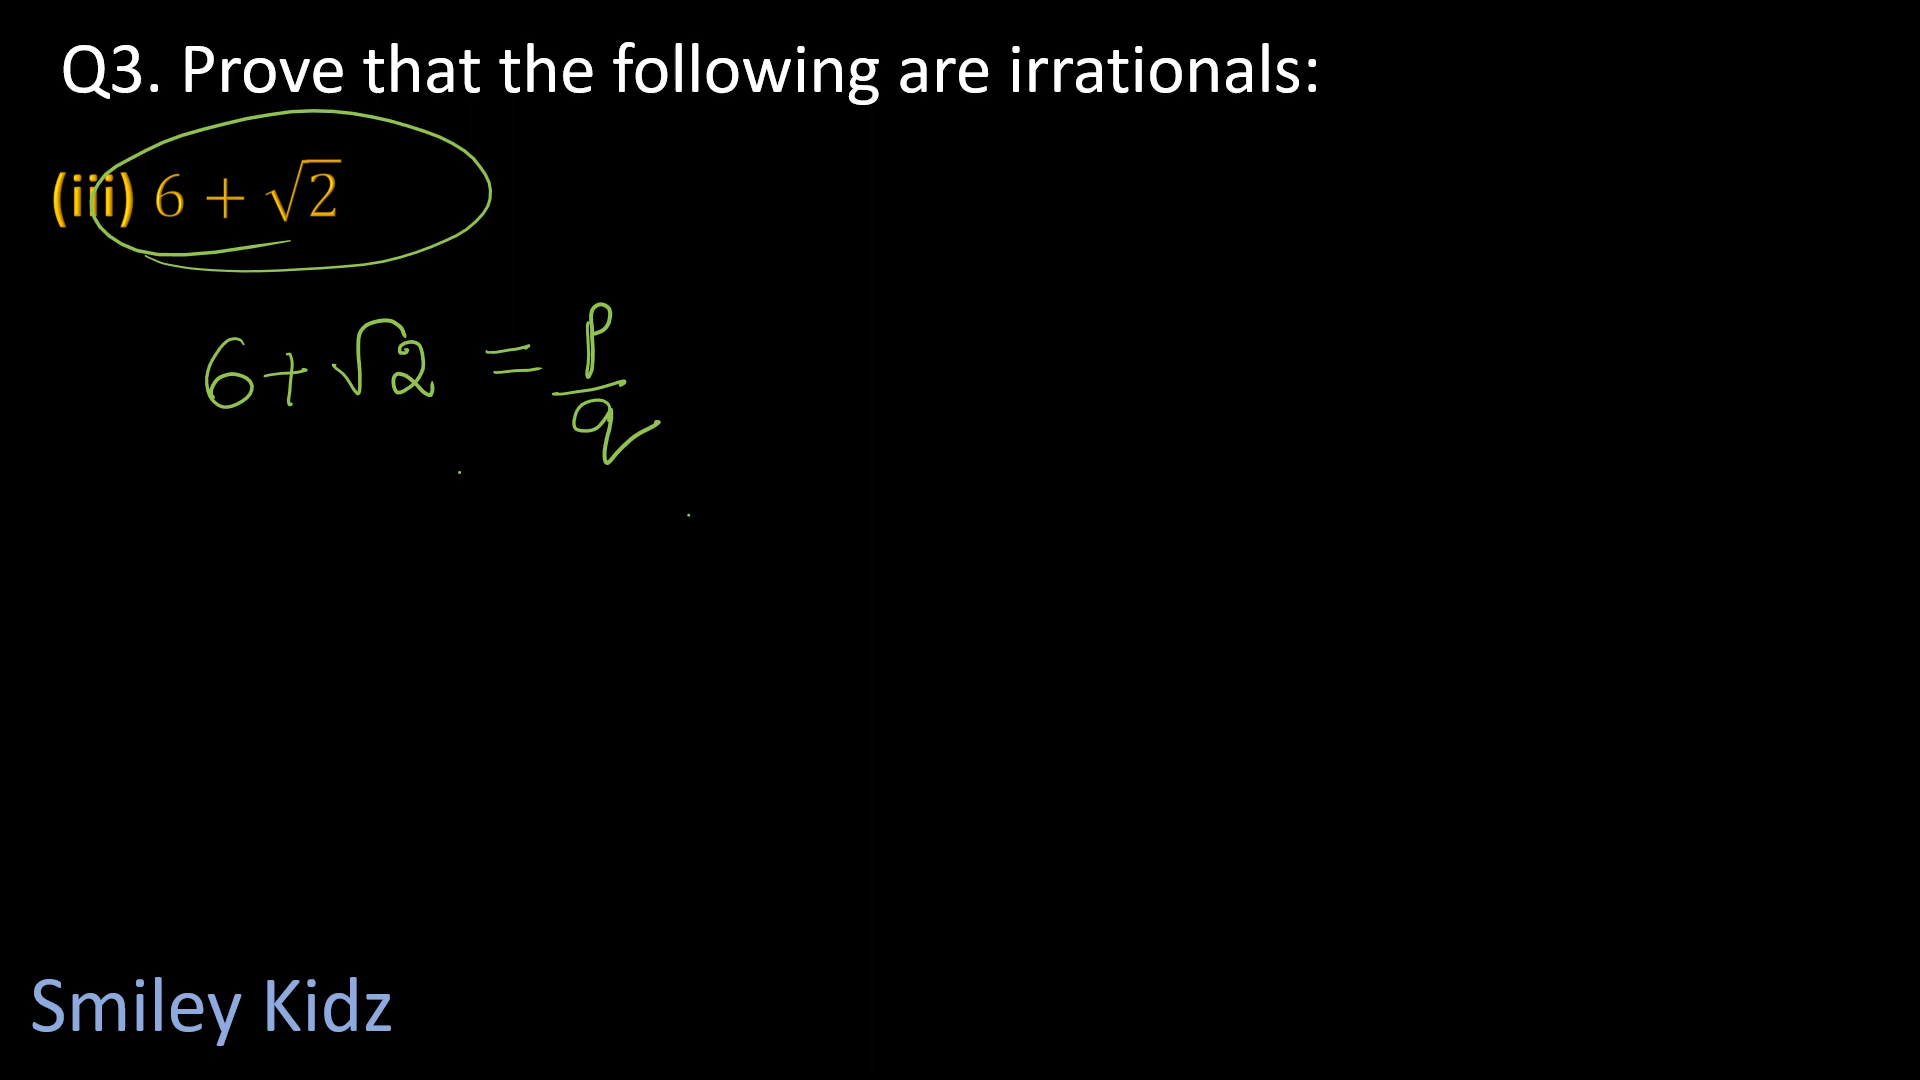 Q3. Prove that the following are irrationals:
(iii) 6 + √2
6 + √2 = p/q
Smiley Kidz